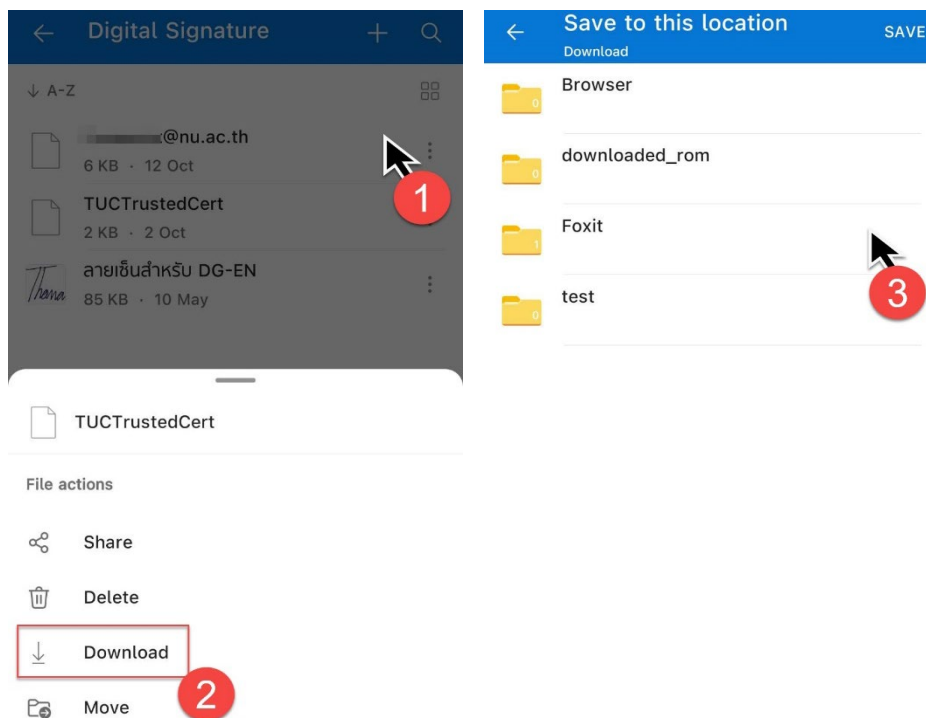 Digital Signature
A-Z
@nu.ac.th
6 KB · 12 Oct
1
TUCTrustedCert
2 KB · 2 Oct
ลายเซ็นสำหรับ DG-EN
Thana
85 KB · 10 May
TUCTrustedCert
File actions
Share
Delete
Download
2
Move
Save to this location
SAVE
Download
Browser
0
downloaded_rom
0
Foxit
1
3
test
0